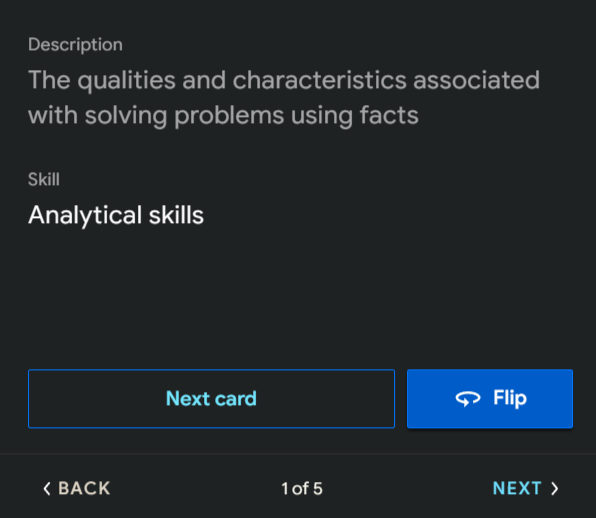 Description
The qualities and characteristics associated
with solving problems using facts
Skill
Analytical skills
Next card
Flip
BACK
1 of 5
NEXT